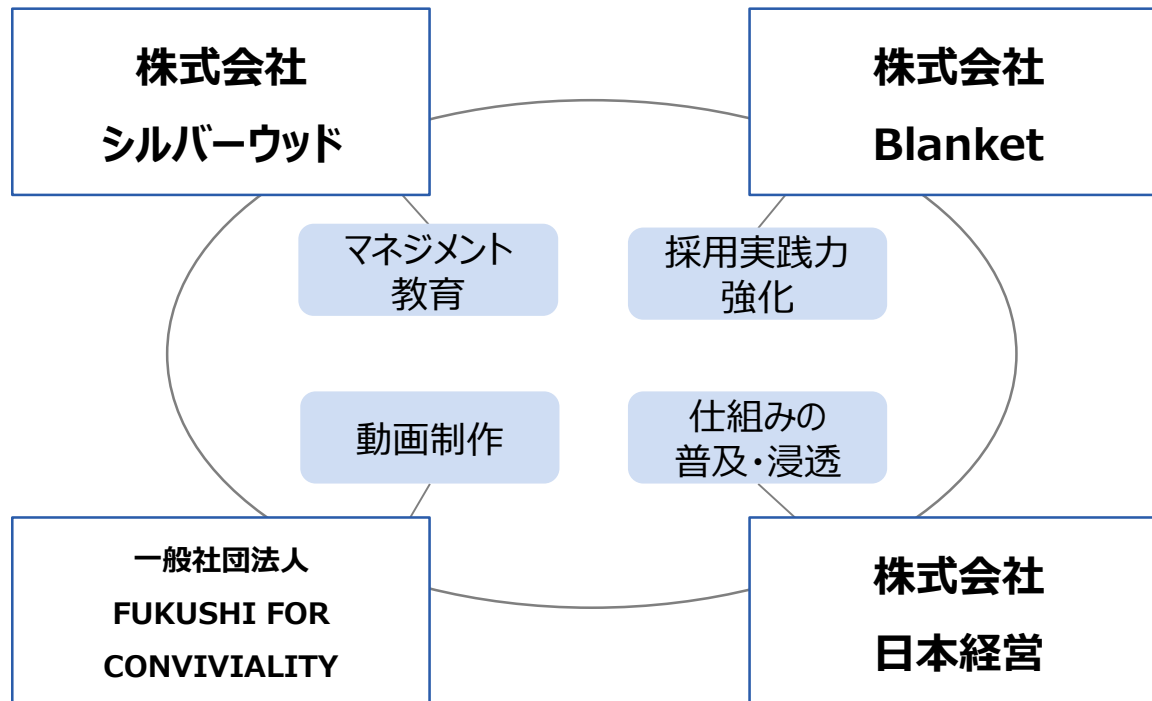 株式会社
シルバーウッド
株式会社
Blanket
マネジメント
教育
採用実践力
強化
動画制作
仕組みの
普及・浸透
一般社団法人
FUKUSHI FOR
CONVIVIALITY
株式会社
日本経営